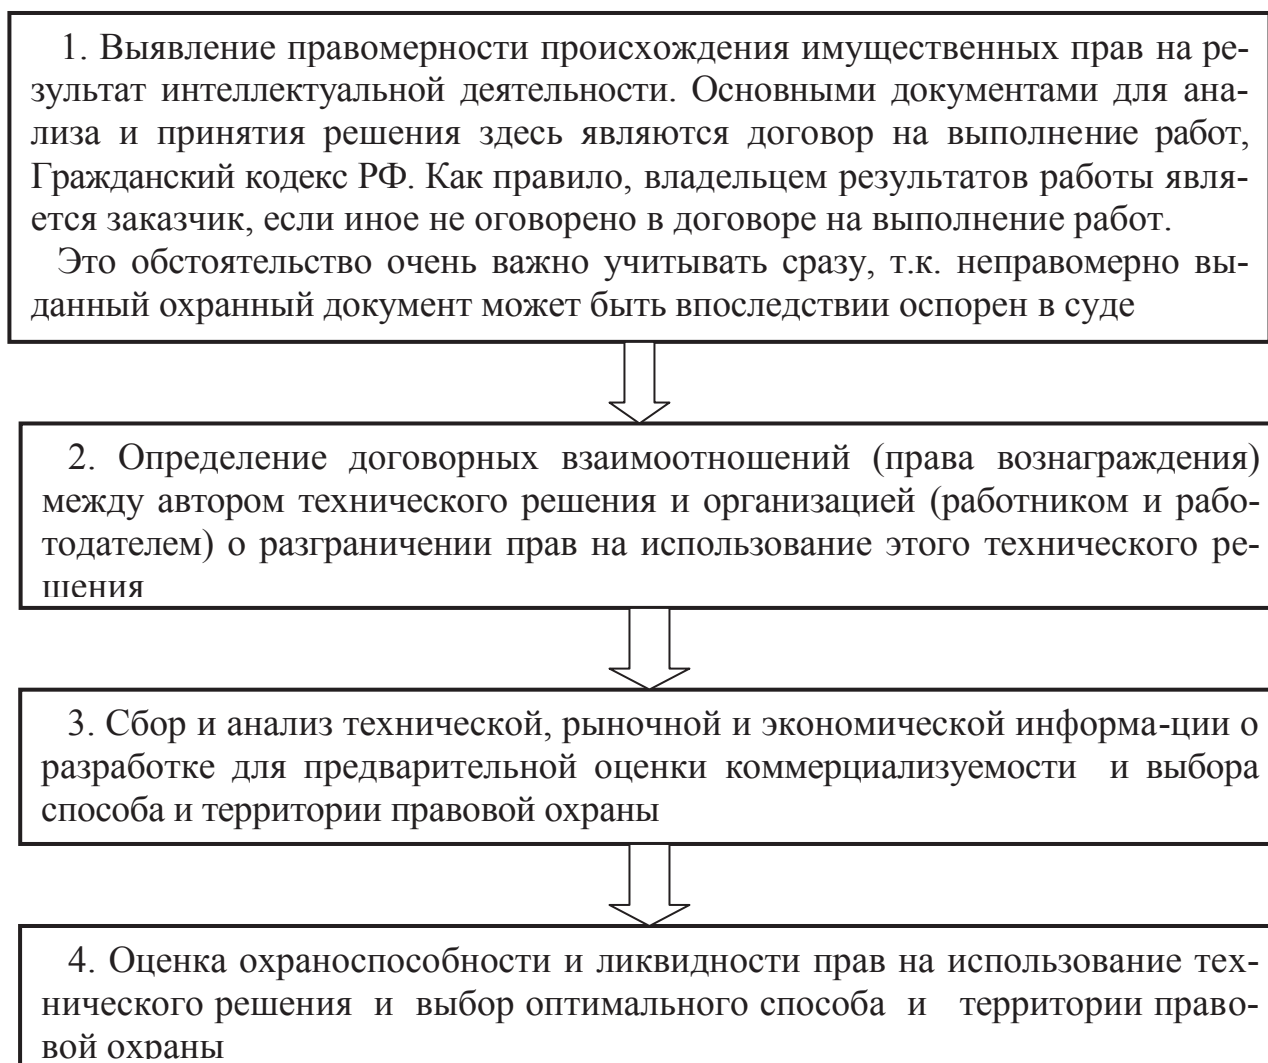 1. Выявление правомерности происхождения имущественных прав на ре-
зультат интеллектуальной деятельности. Основными документами для ана-
лиза и принятия решения здесь являются договор на выполнение работ,
Гражданский кодекс РФ. Как правило, владельцем результатов работы явля-
ется заказчик, если иное не оговорено в договоре на выполнение работ.
Это обстоятельство очень важно учитывать сразу, т.к. неправомерно вы-
данный охранный документ может быть впоследствии оспорен в суде
2. Определение договорных взаимоотношений (права вознаграждения)
между автором технического решения и организацией (работником и рабо-
тодателем) о разграничении прав на использование этого технического ре-
шения
3. Сбор и анализ технической, рыночной и экономической информа-ции о
разработке для предварительной оценки коммерциализуемости и выбора
способа и территории правовой охраны
4. Оценка охраноспособности и ликвидности прав на использование тех-
нического решения и выбор оптимального способа и территории право-
вой охраны